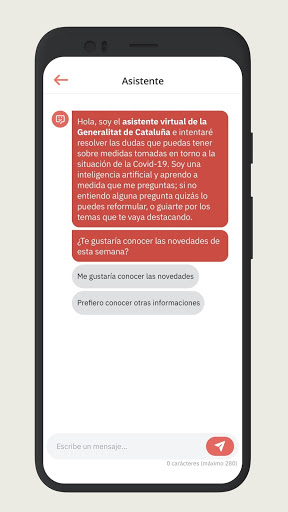 Asistente
Hola, soy el asistente virtual de la
Generalitat de Cataluña e intentaré
resolver las dudas que puedas tener
sobre medidas tomadas en torno a la
situación de la Covid-19. Soy una
inteligencia artificial y aprendo a
medida que me preguntas; si no
entiendo alguna pregunta quizás lo
puedes reformular, o guiarte por los
temas que te vaya destacando.
¿Te gustaría conocer las novedades de
esta semana?
Me gustaría conocer las novedades
Prefiero conocer otras informaciones
Escribe un mensaje...
0 carácteres (máximo 280)